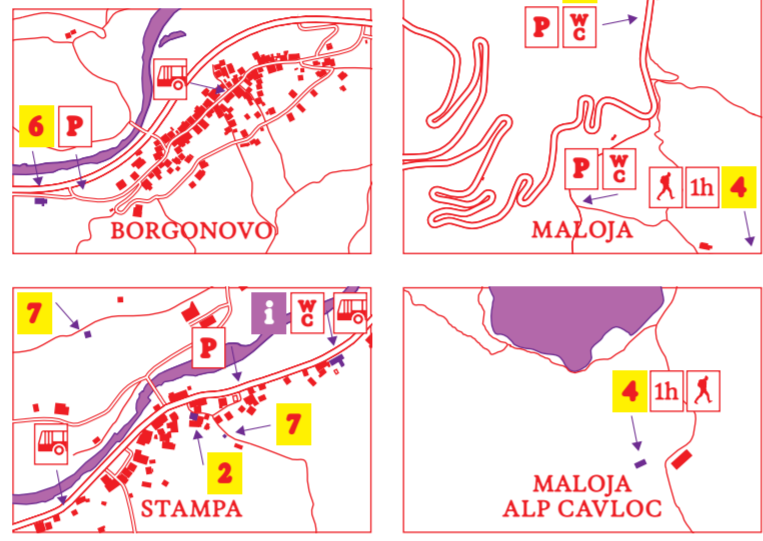 6 P
BORGONOVO
P WC
P WC
1h 4
MALOJA
7
i WC
P
7
2
STAMPA
4 1h
MALOJA
ALP CAVLOC